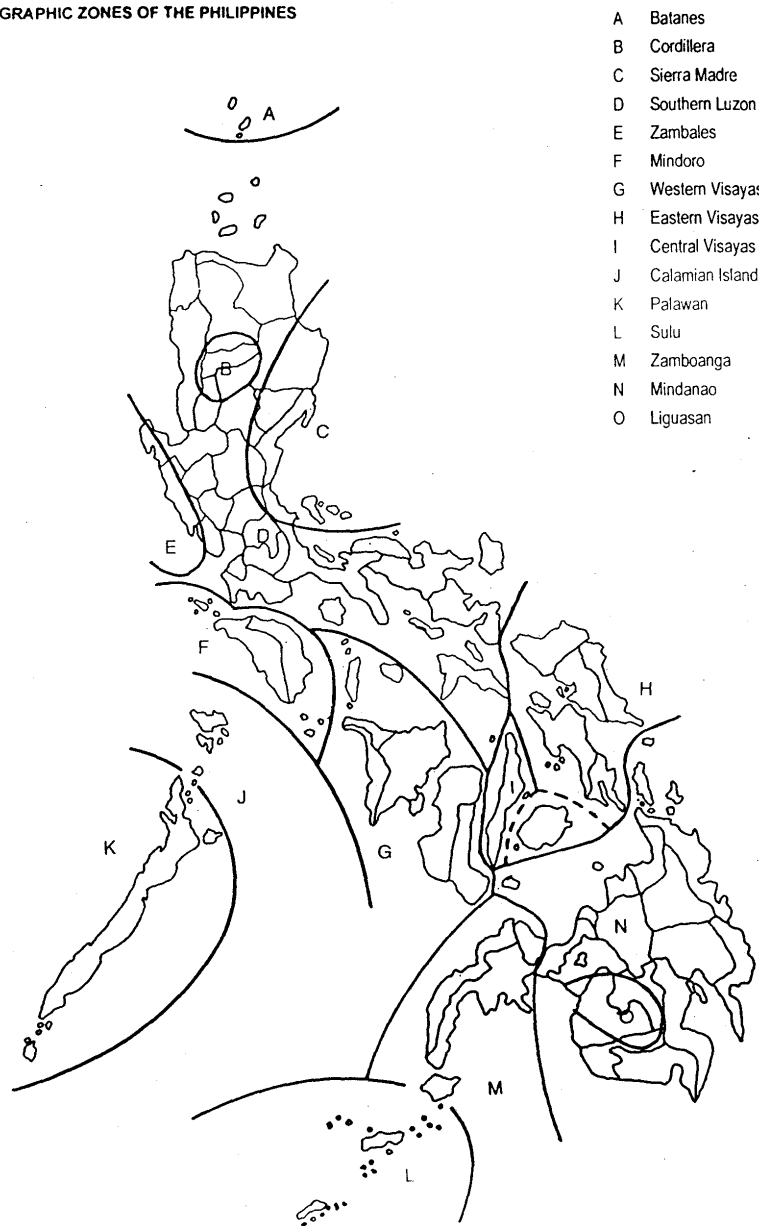 GRAPHIC ZONES OF THE PHILIPPINES
A Batanes
B Cordillera
C Sierra Madre
D Southern Luzon
E Zambales
F Mindoro
G Western Visayas
H Eastern Visayas
I Central Visayas
J Calamian Island
K Palawan
L Sulu
M Zamboanga
N Mindanao
O Liguasan
A
B
C
D
E
F
H
J
I
K
G
N
M
L